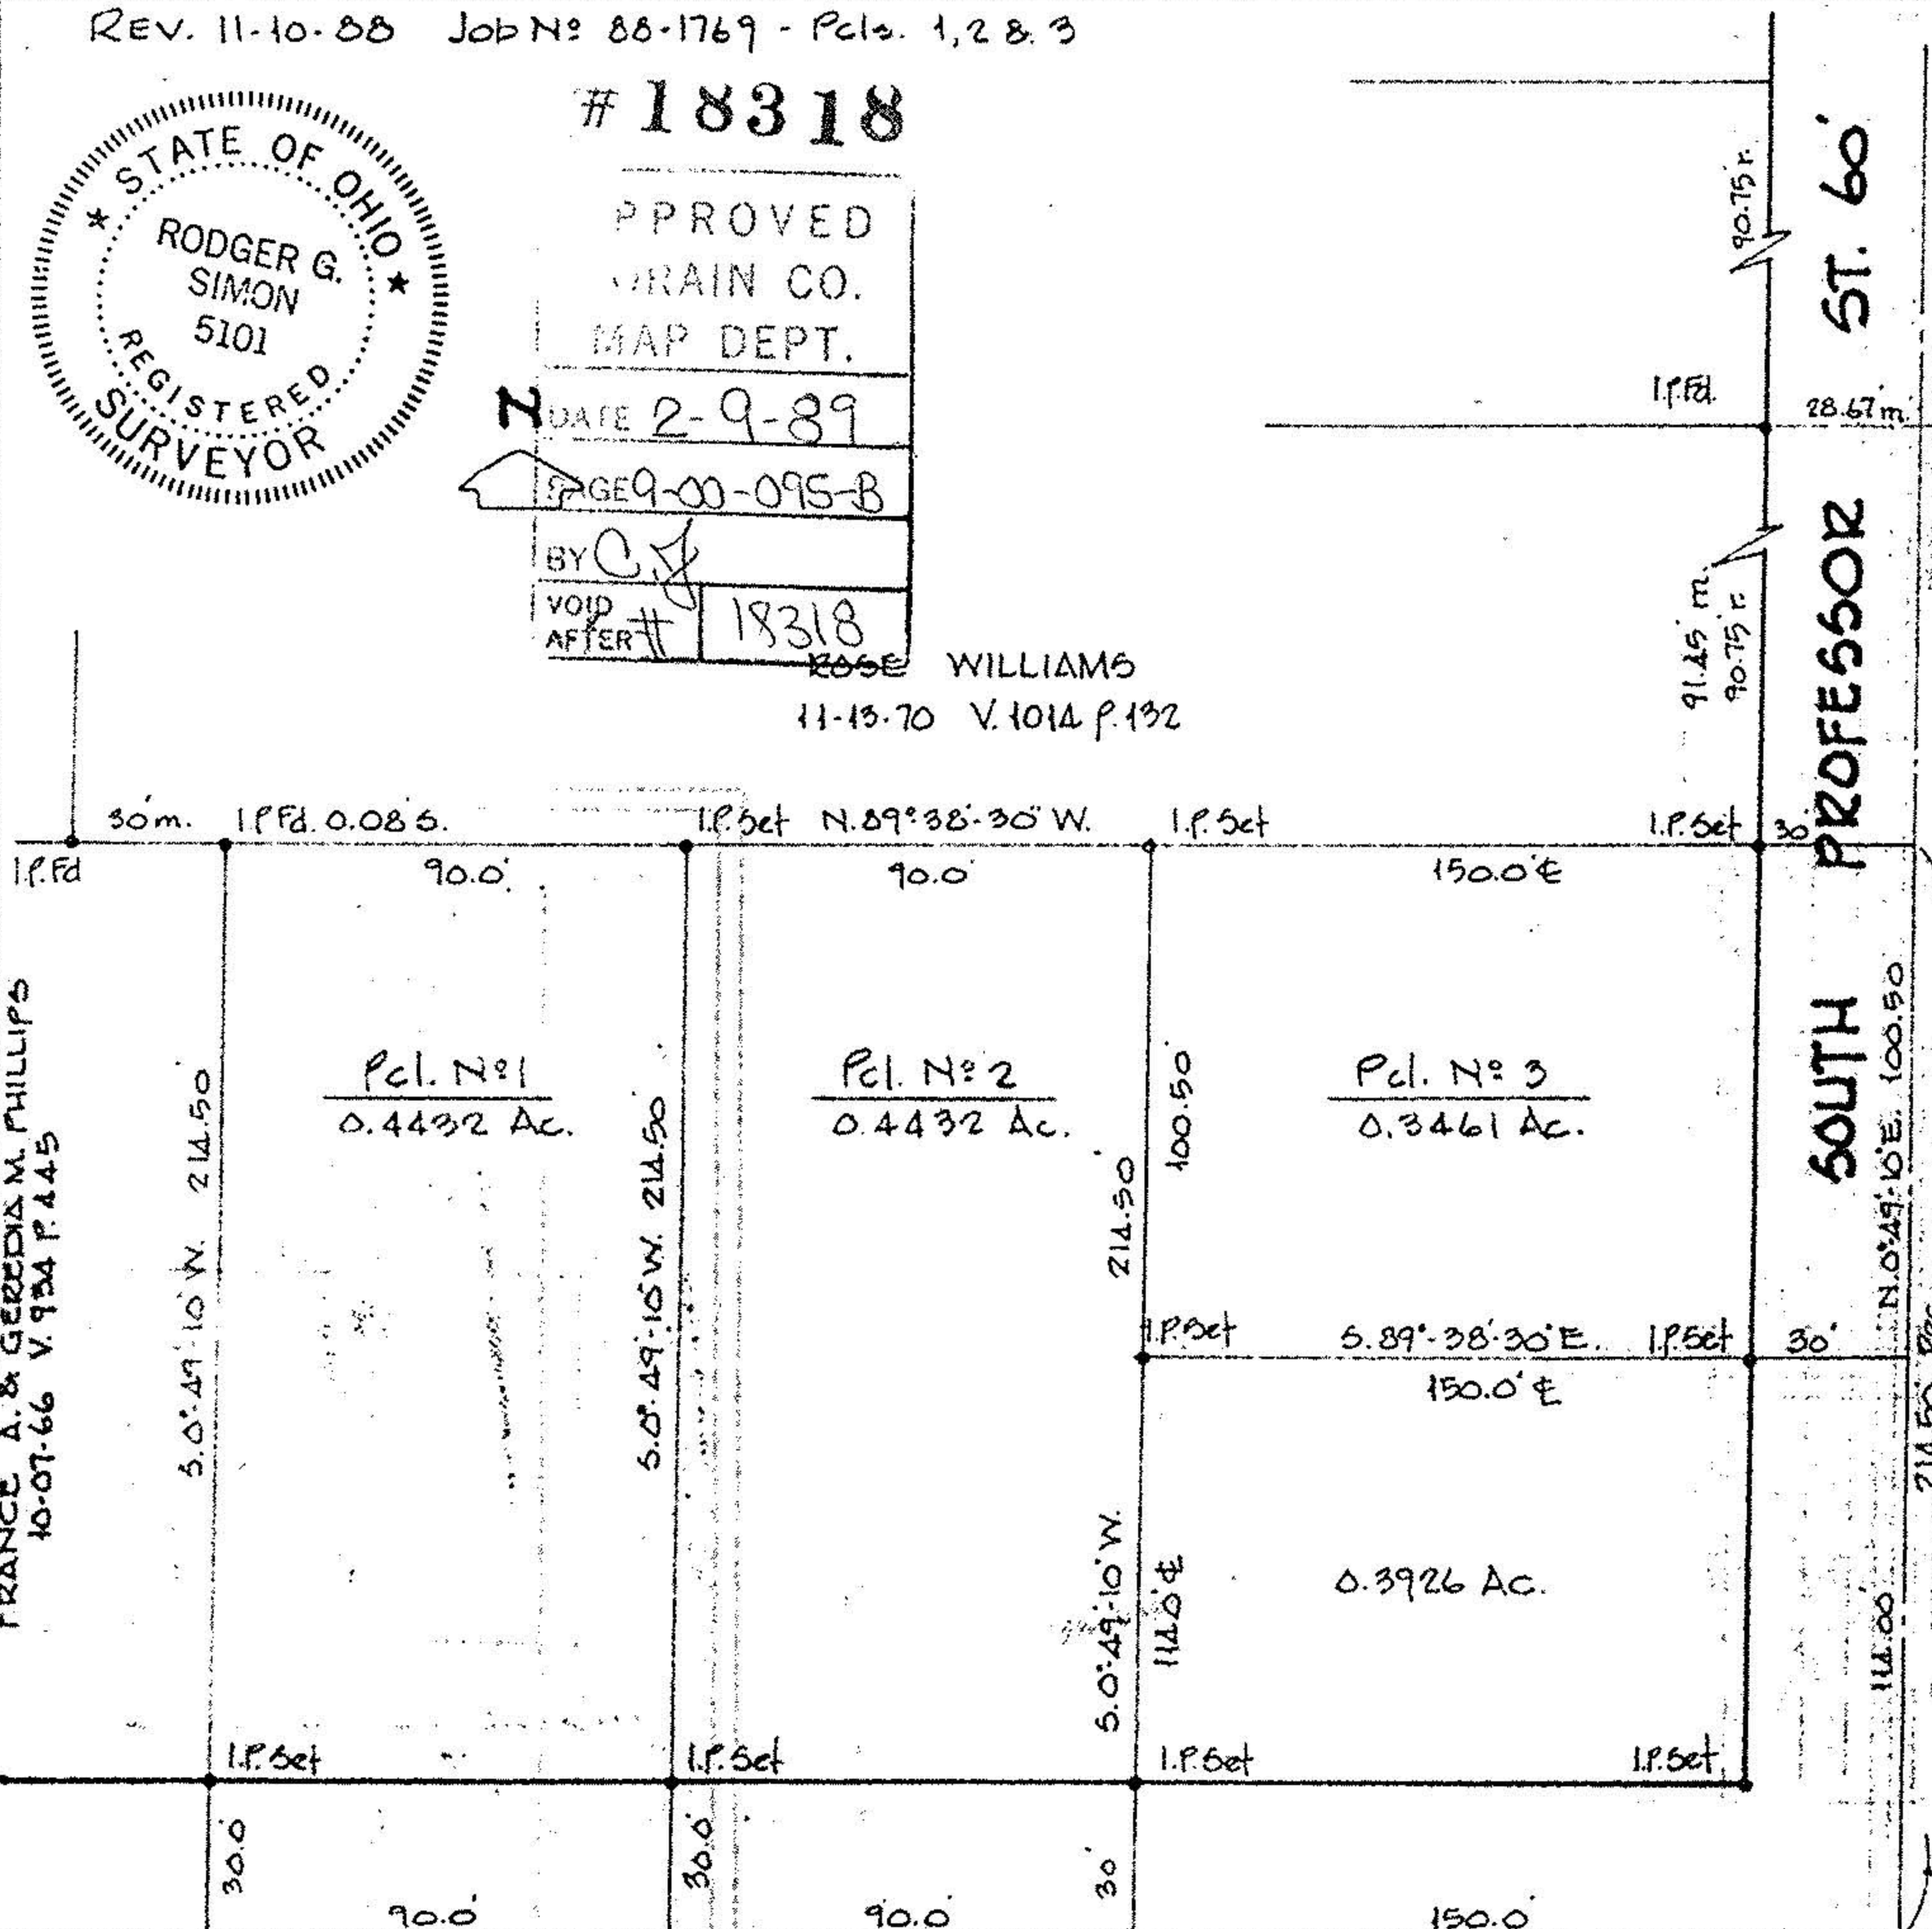 REV. 11-10-88 Job Nº 88-1769 - Pcls. 1, 2 & 3
# 18318
STATE OF OHIO
RODGER G.
SIMON
5101
REGISTERED
SURVEYOR
PPROVED
RAIN CO.
MAP DEPT.
DATE 2-9-89
PAGE 9-00-095-B
BY C.J
VOID AFTER # 18318
N
ROSE WILLIAMS
11-13-70 V. 1014 P. 132
90.75' r.
SOUTH PROFESSOR ST. 60'
I.P. Fd.
28.67' m.
91.45' m.
90.75' r.
30' m.
I.P. Fd. 0.08' S.
I.P. Set
N. 89°-38'-30" W.
I.P. Set
I.P. Set
30'
I.P. Fd
90.0'
90.0'
150.0' ₠
FRANCE A. & GEREDIA M. PHILLIPS
10-07-66 V. 934 P. 445
S. 0°-49'-10" W. 214.50'
Pcl. Nº 1
0.4432 Ac.
S. 0°-49'-10" W. 214.50'
Pcl. Nº 2
0.4432 Ac.
S. 0°-49'-10" W.
214.50'
100.50'
Pcl. Nº 3
0.3461 Ac.
N. 0°-49'-10" E. 100.50'
I.P. Set
S. 89°-38'-30" E.
I.P. Set
30'
150.0' ₠
214.50'
114.0' ₠
0.3926 Ac.
114.00'
I.P. Set
I.P. Set
I.P. Set
I.P. Set
30.0'
30.0'
30'
90.0'
90.0'
150.0'